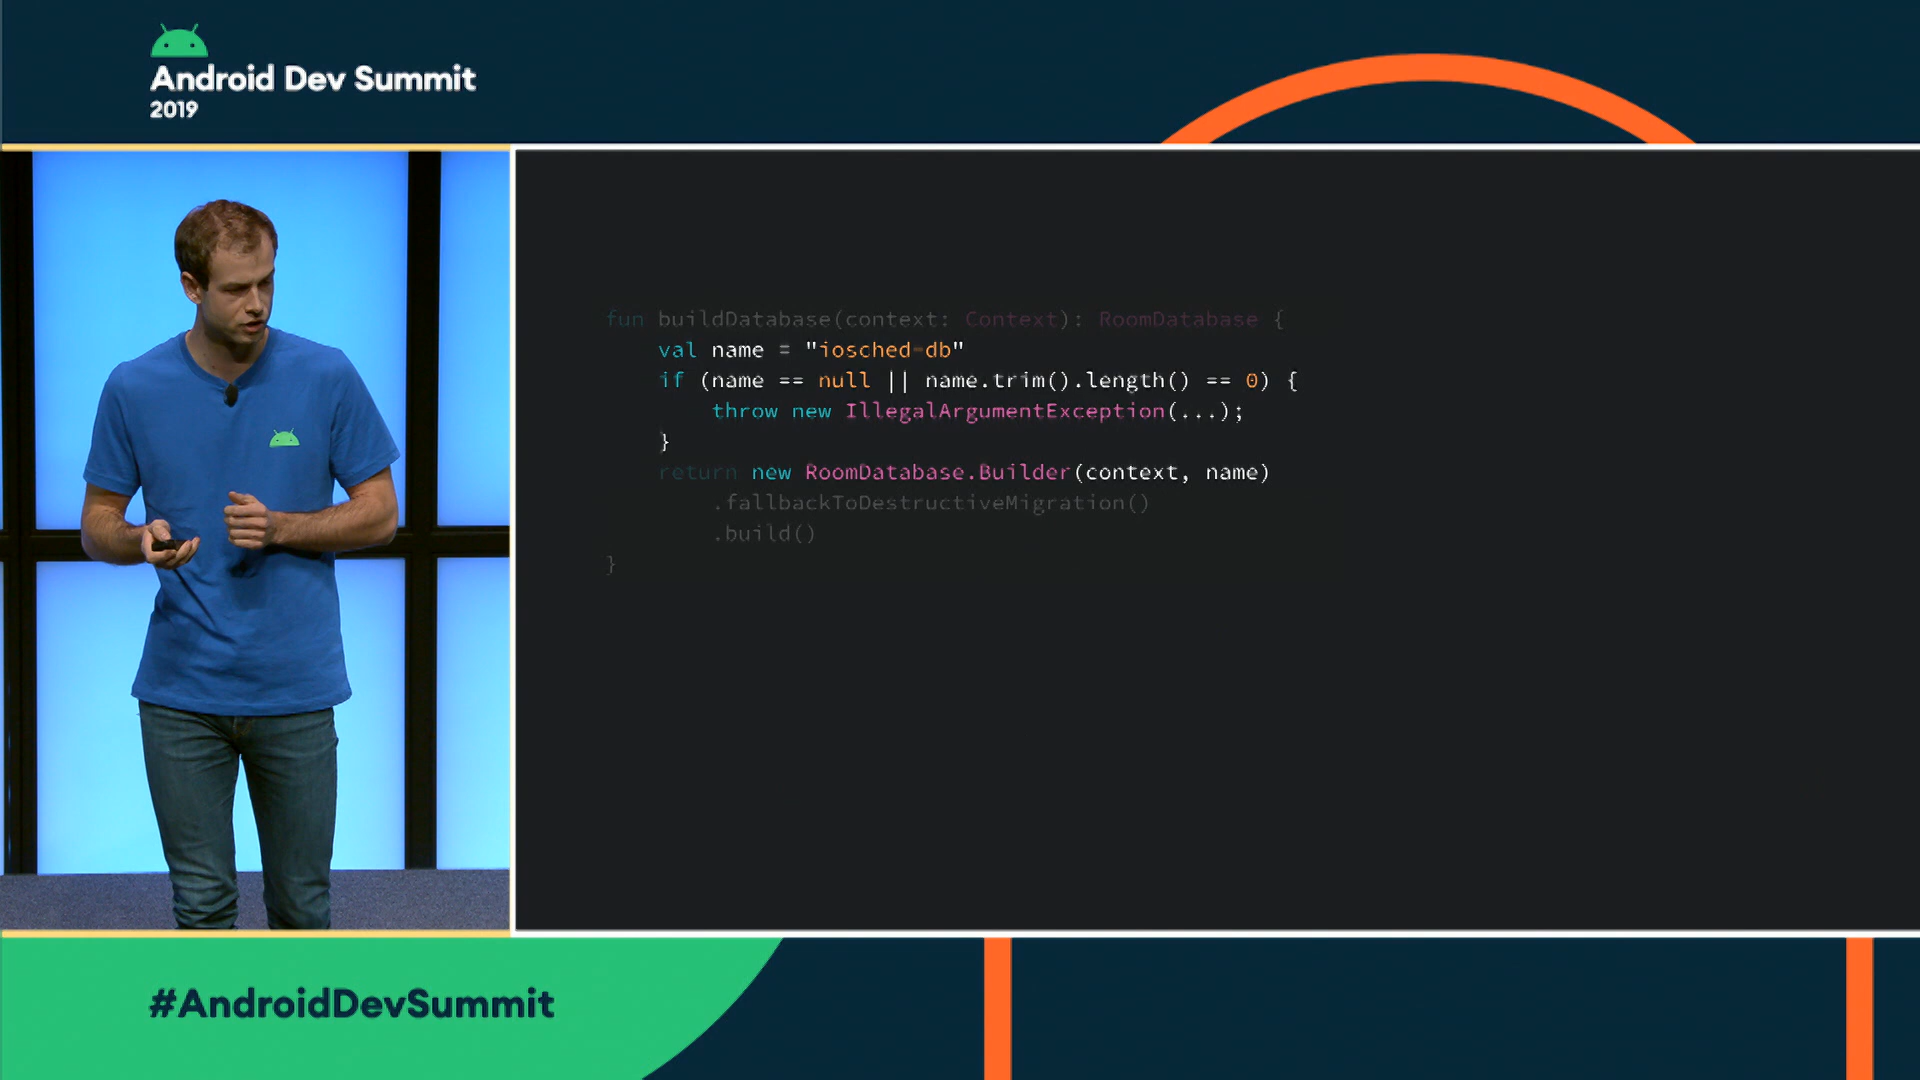 Android Dev Summit
2019
fun buildDatabase(context: Context): RoomDatabase {
    val name = "iosched-db"
    if (name == null || name.trim().length() == 0) {
        throw new IllegalArgumentException(...);
    }
    return new RoomDatabase.Builder(context, name)
        .fallbackToDestructiveMigration()
        .build()
}
#AndroidDevSummit